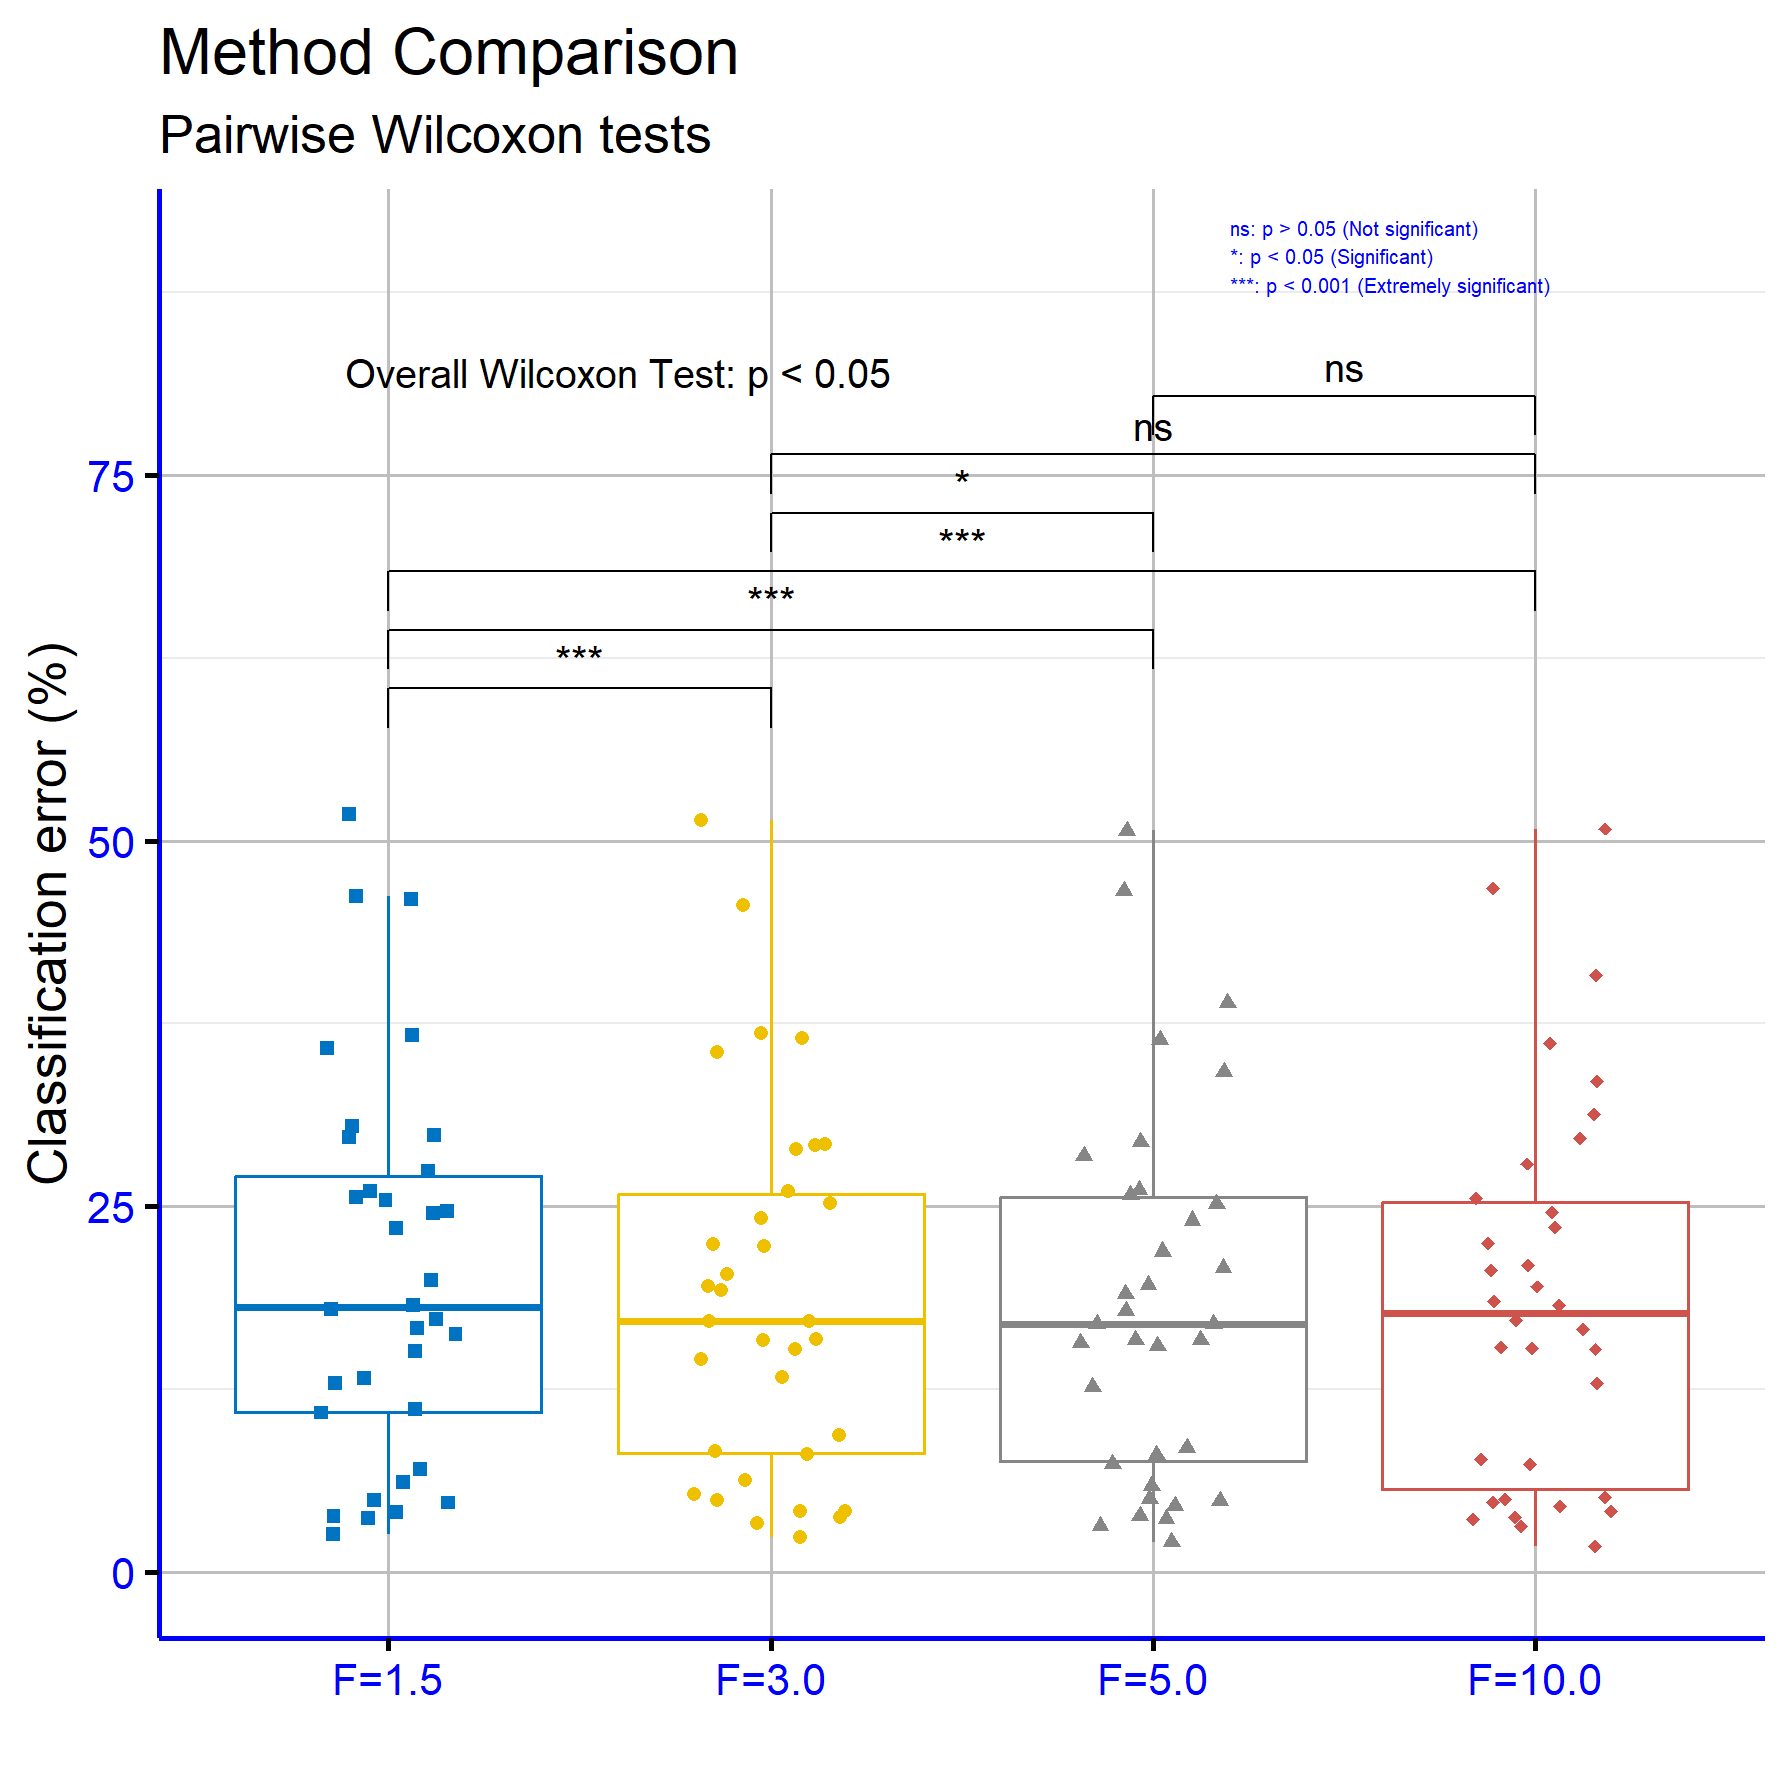 Method Comparison
Pairwise Wilcoxon tests
ns: p > 0.05 (Not significant)
*: p < 0.05 (Significant)
***: p < 0.001 (Extremely significant)
Overall Wilcoxon Test: p < 0.05
ns
ns
*
***
***
***
Classification error (%)
75
50
25
0
F=1.5
F=3.0
F=5.0
F=10.0